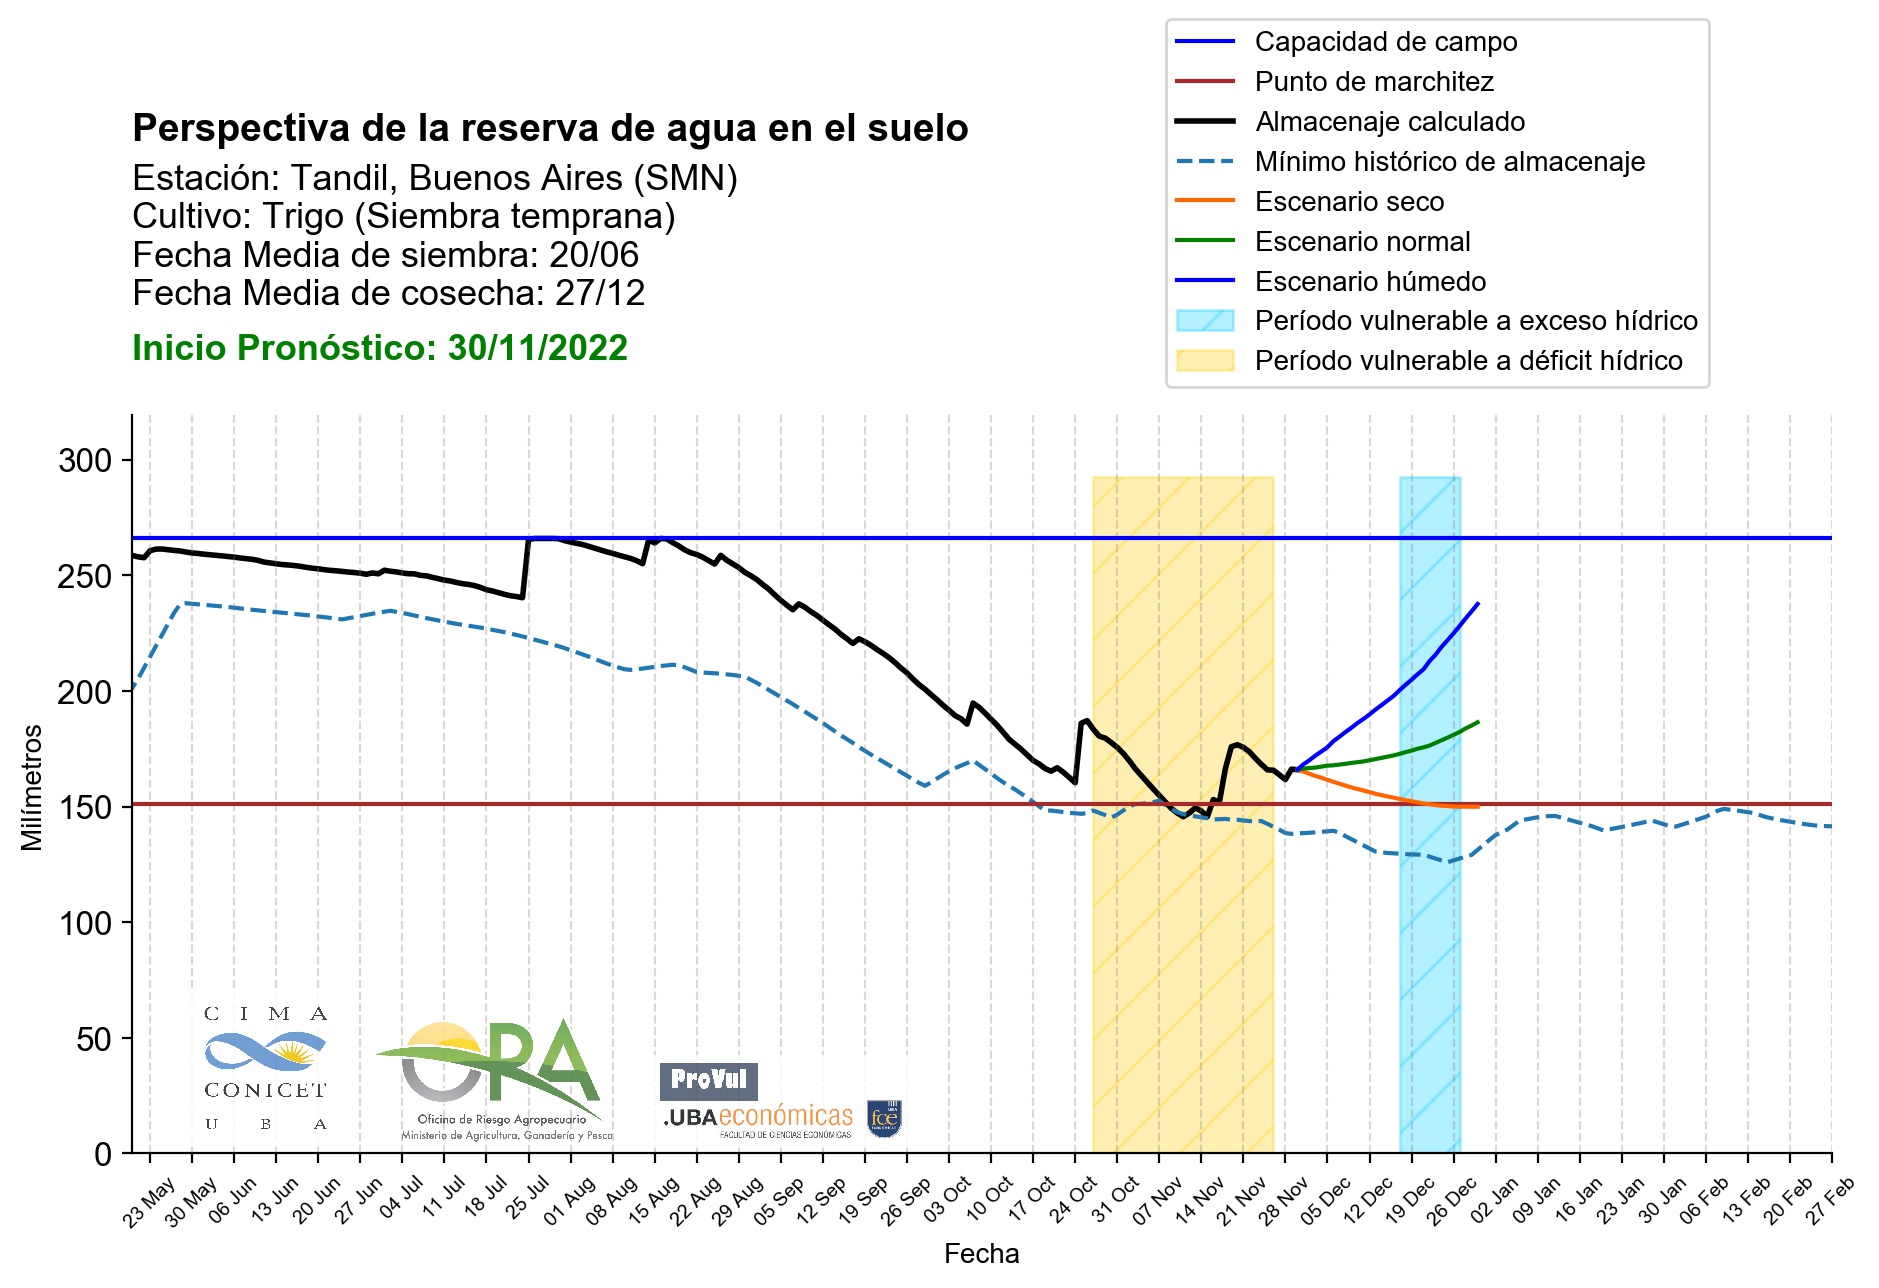 Capacidad de campo
Punto de marchitez
Almacenaje calculado
Mínimo histórico de almacenaje
Escenario seco
Escenario normal
Escenario húmedo
Período vulnerable a exceso hídrico
Período vulnerable a déficit hídrico
Perspectiva de la reserva de agua en el suelo
Estación: Tandil, Buenos Aires (SMN)
Cultivo: Trigo (Siembra temprana)
Fecha Media de siembra: 20/06
Fecha Media de cosecha: 27/12
Inicio Pronóstico: 30/11/2022
Milímetros
300
250
200
150
100
50
0
CIMA
CONICET
UBA
ORA
Oficina de Riesgo Agropecuario
Ministerio de Agricultura, Ganadería y Pesca
ProVul
.UBAeconómicas
FACULTAD DE CIENCIAS ECONÓMICAS
fce
23 May
30 May
06 Jun
13 Jun
20 Jun
27 Jun
04 Jul
11 Jul
18 Jul
25 Jul
01 Aug
08 Aug
15 Aug
22 Aug
29 Aug
05 Sep
12 Sep
19 Sep
26 Sep
03 Oct
10 Oct
17 Oct
24 Oct
31 Oct
07 Nov
14 Nov
21 Nov
28 Nov
05 Dec
12 Dec
19 Dec
26 Dec
02 Jan
09 Jan
16 Jan
23 Jan
30 Jan
06 Feb
13 Feb
20 Feb
27 Feb
Fecha